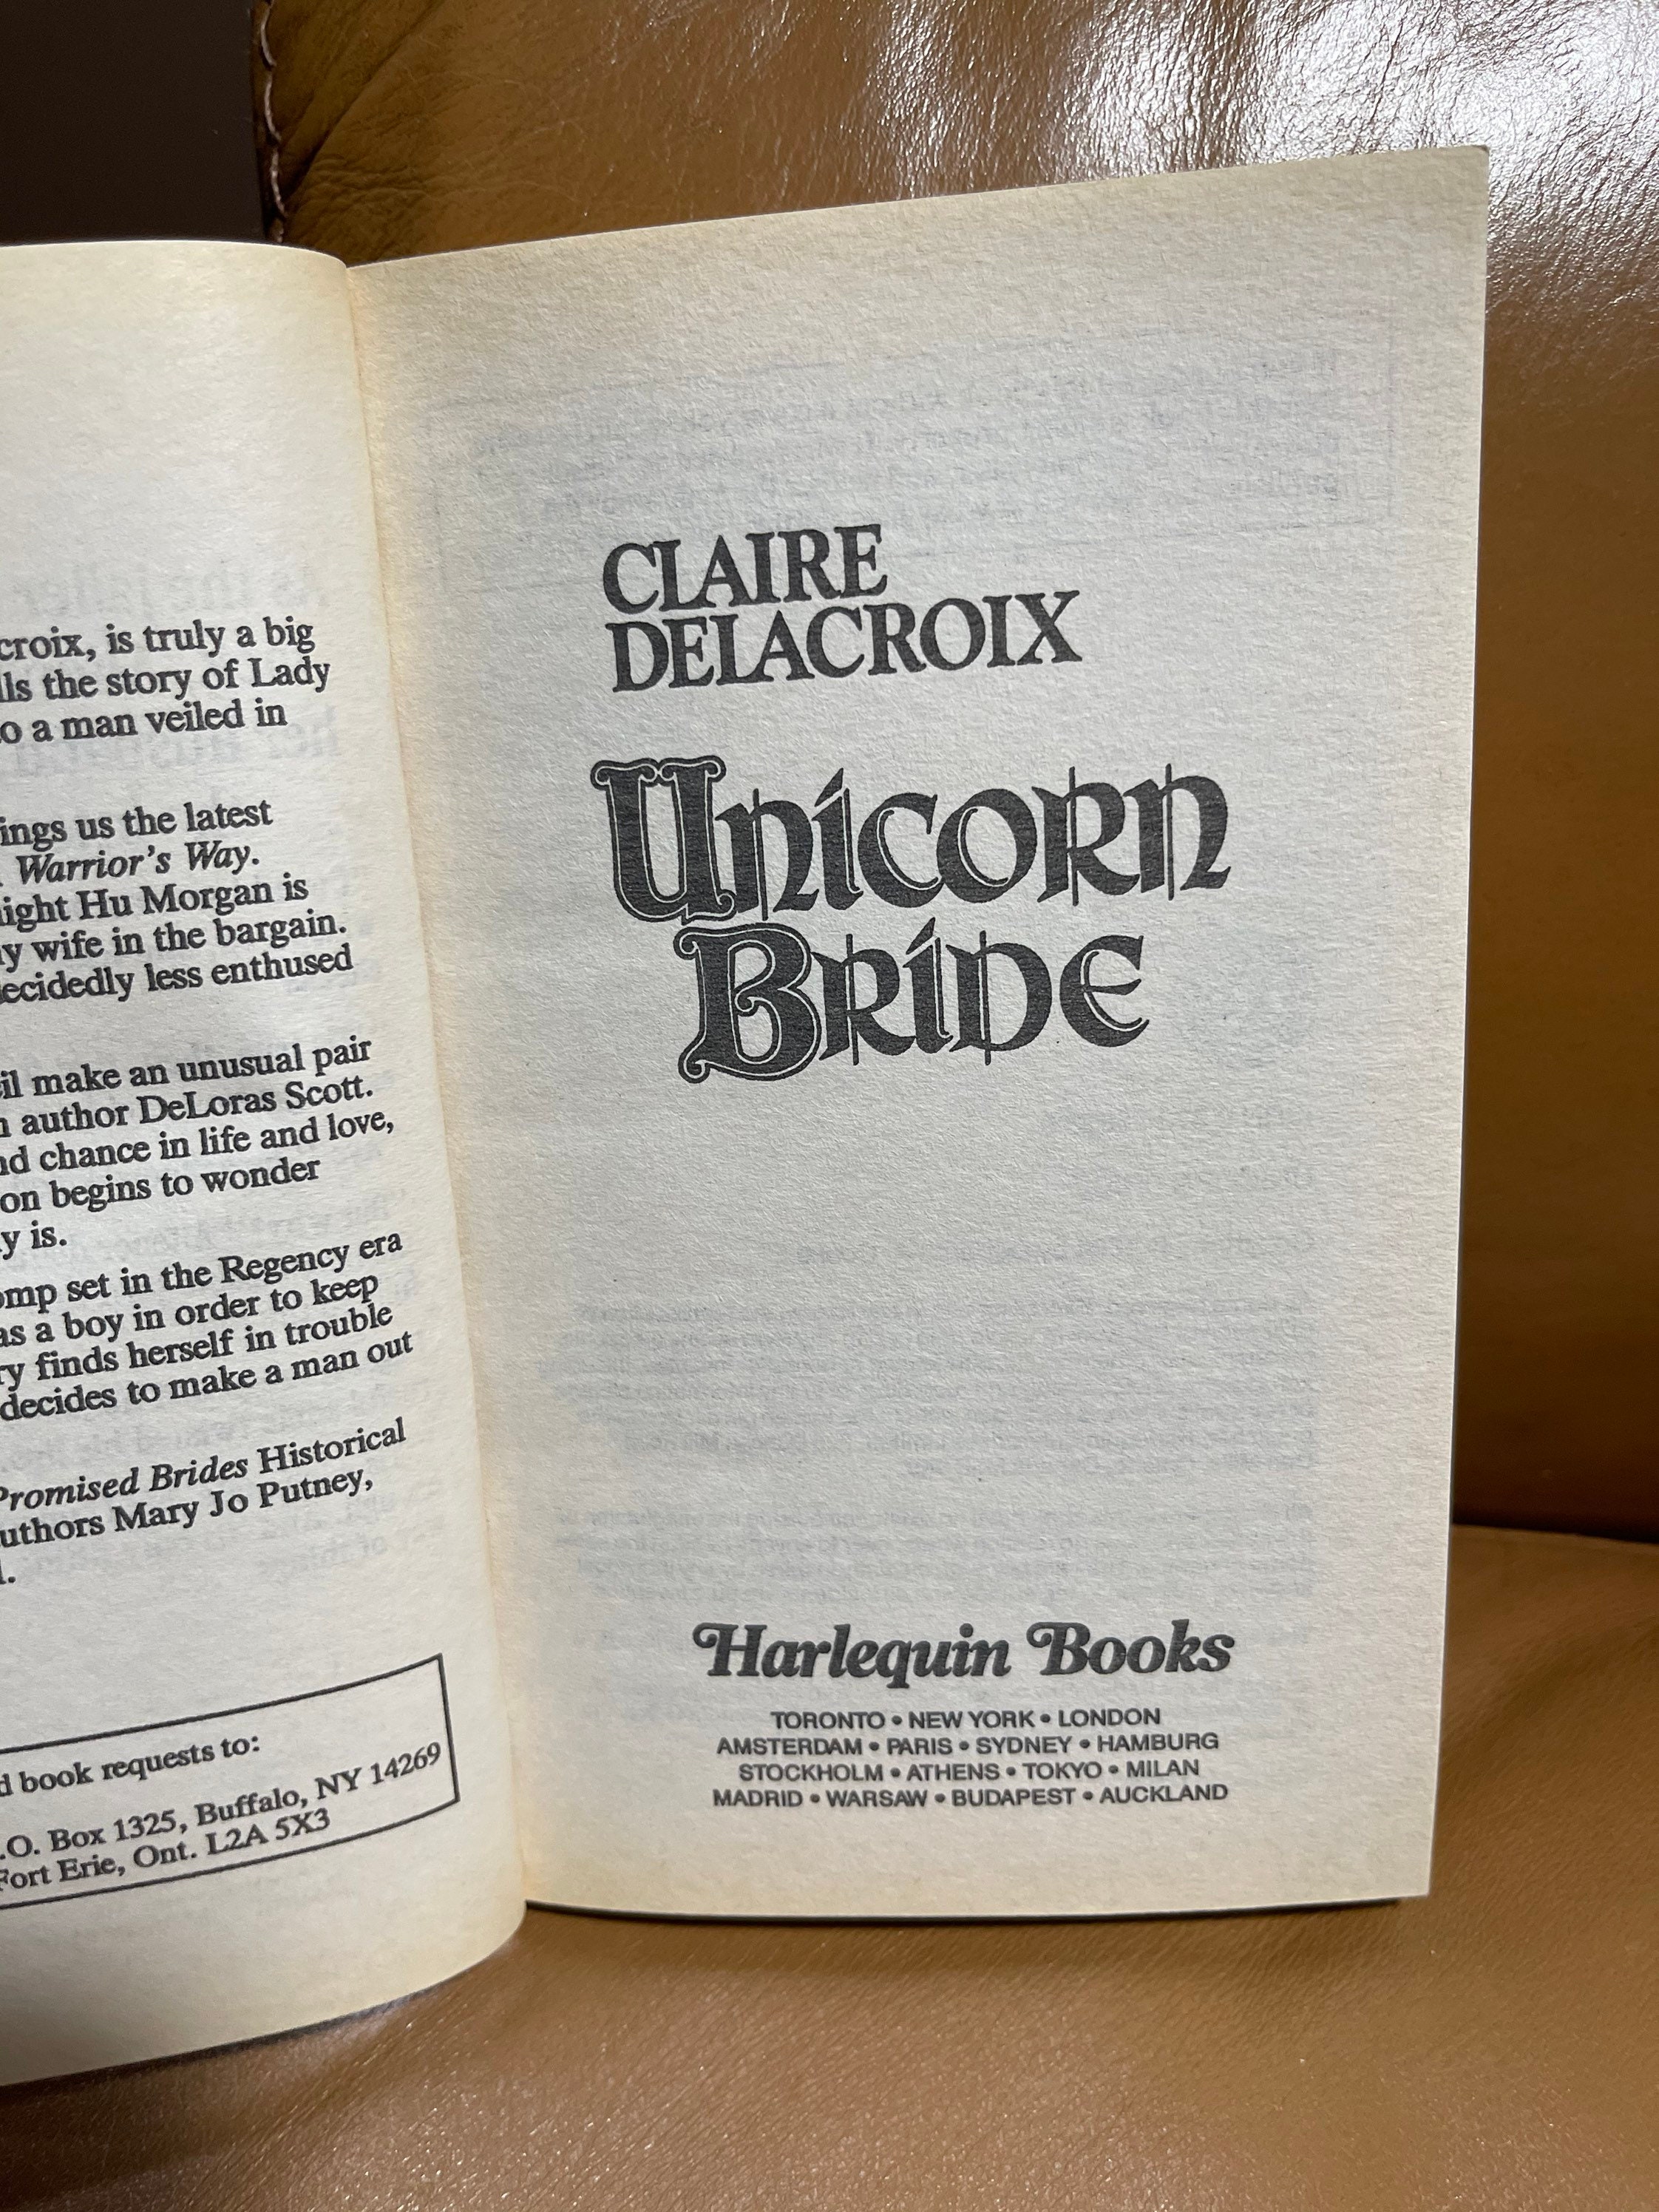 croix, is truly a big
lls the story of Lady
o a man veiled in
ings us the latest
Warrior's Way.
ight Hu Morgan is
y wife in the bargain.
ecidedly less enthused
il make an unusual pair
n author DeLoras Scott.
nd chance in life and love,
on begins to wonder
y is.
omp set in the Regency era
as a boy in order to keep
ry finds herself in trouble
decides to make a man out
Promised Brides Historical
uthors Mary Jo Putney,
l.
d book requests to:
.O. Box 1325, Buffalo, NY 14269
Fort Erie, Ont. L2A 5X3
CLAIRE
DELACROIX
UNICORN
BRIDE
Harlequin Books
TORONTO • NEW YORK • LONDON
AMSTERDAM • PARIS • SYDNEY • HAMBURG
STOCKHOLM • ATHENS • TOKYO • MILAN
MADRID • WARSAW • BUDAPEST • AUCKLAND